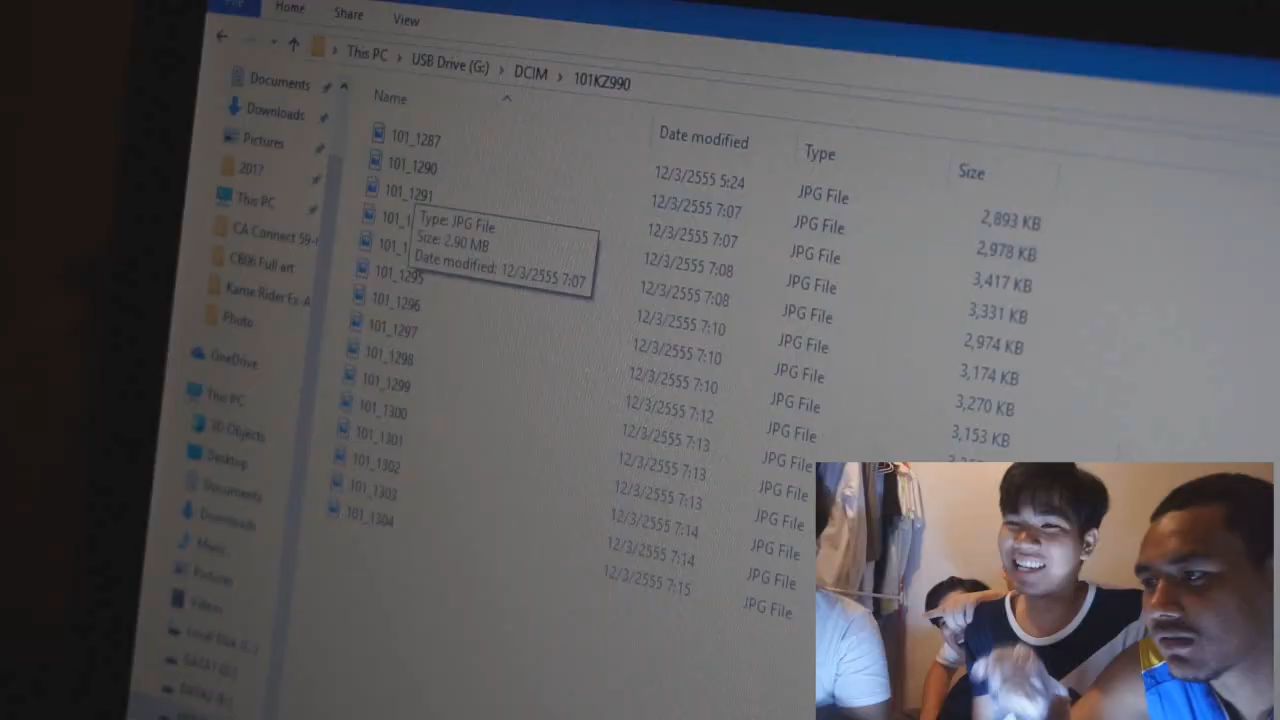 File Home Share View
This PC > USB Drive (G:) > DCIM > 101KZ990
Name Date modified Type Size
Documents
Downloads
Pictures
2017
This PC
CA Connect 59-
C806 Full art
Kame Rider Ex-A
Photo
OneDrive
This PC
3D Objects
Desktop
Documents
Downloads
Music
Pictures
Videos
101_1287 12/3/2555 5:24 JPG File 2,893 KB
101_1290 12/3/2555 7:07 JPG File 2,978 KB
101_1291 12/3/2555 7:07 JPG File 3,417 KB
101_1 12/3/2555 7:08 JPG File 3,331 KB
101_1 12/3/2555 7:08 JPG File 2,974 KB
101_1295 12/3/2555 7:10 JPG File 3,174 KB
101_1296 12/3/2555 7:10 JPG File 3,270 KB
101_1297 12/3/2555 7:10 JPG File 3,153 KB
101_1298 12/3/2555 7:12 JPG File
101_1299 12/3/2555 7:13 JPG File
101_1300 12/3/2555 7:13 JPG File
101_1301 12/3/2555 7:13 JPG File
101_1302 12/3/2555 7:14 JPG File
101_1303 12/3/2555 7:14 JPG File
101_1304 12/3/2555 7:15 JPG File
Type: JPG File
Size: 2.90 MB
Date modified: 12/3/2555 7:07